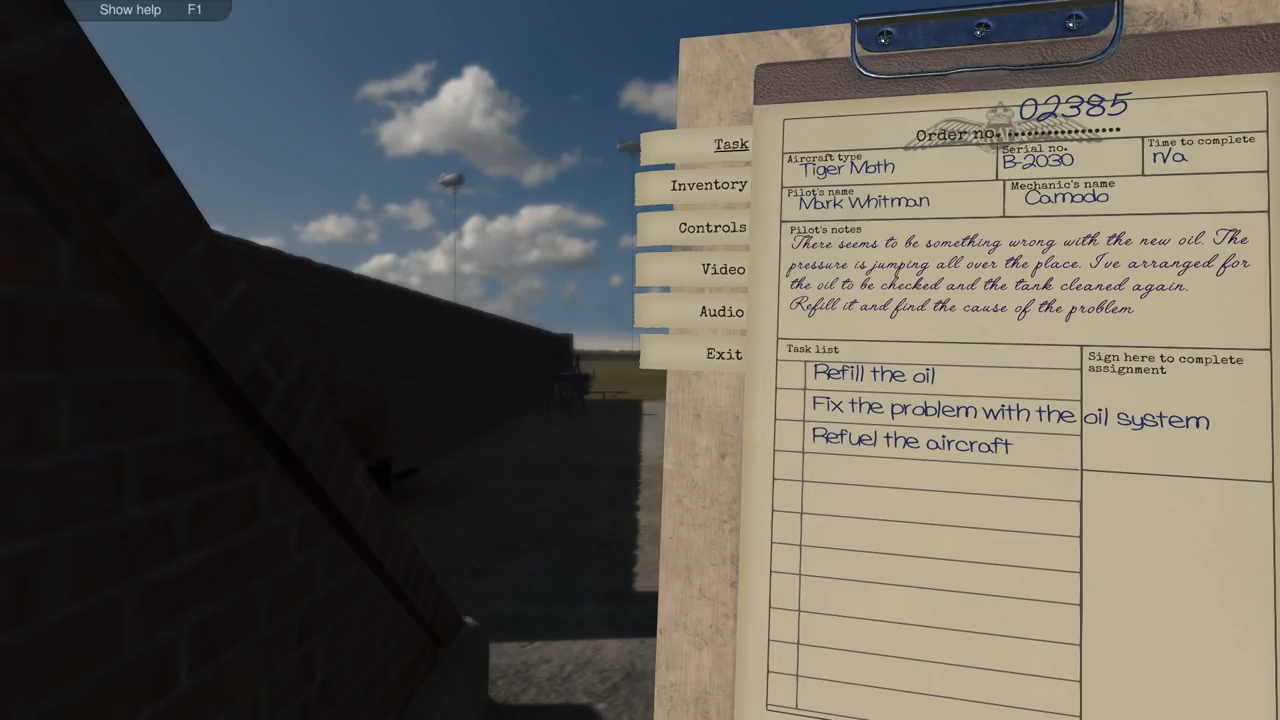 Show help F1
Task
Inventory
Controls
Video
Audio
Exit
02385
Order no.
Aircraft type
Tiger Moth
Serial no.
B-2030
Time to complete
n/a
Pilot's name
Mark Whitman
Mechanic's name
Camodo
Pilot's notes
There seems to be something wrong with the new oil. The
pressure is jumping all over the place. I've arranged for
the oil to be checked and the tank cleaned again.
Refill it and find the cause of the problem
Task list
Refill the oil
Fix the problem with the oil system
Refuel the aircraft
Sign here to complete
assignment